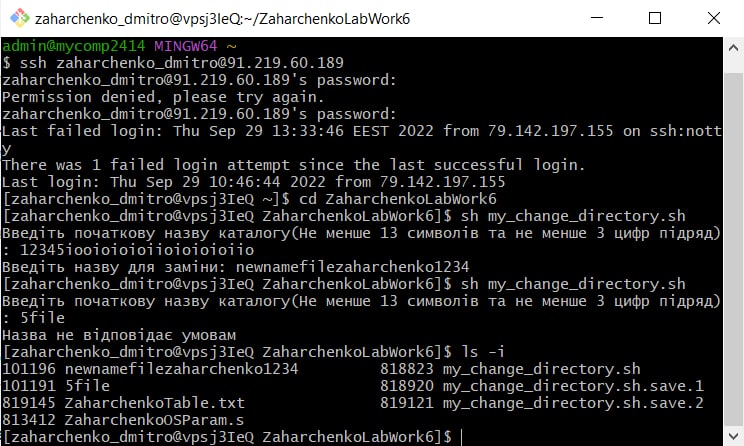 zaharchenko_dmitro@vpsj3IeQ:~/ZaharchenkoLabWork6
admin@mycomp2414 MINGW64 ~
$ ssh zaharchenko_dmitro@91.219.60.189
zaharchenko_dmitro@91.219.60.189's password:
Permission denied, please try again.
zaharchenko_dmitro@91.219.60.189's password:
Last failed login: Thu Sep 29 13:33:46 EEST 2022 from 79.142.197.155 on ssh:nott
y
There was 1 failed login attempt since the last successful login.
Last login: Thu Sep 29 10:46:44 2022 from 79.142.197.155
[zaharchenko_dmitro@vpsj3IeQ ~]$ cd ZaharchenkoLabWork6
[zaharchenko_dmitro@vpsj3IeQ ZaharchenkoLabWork6]$ sh my_change_directory.sh
Введіть початкову назву каталогу(Не менше 13 символів та не менше 3 цифр підряд)
: 12345iooioioioiioioioioiio
Введіть назву для заміни: newnamefilezaharchenko1234
[zaharchenko_dmitro@vpsj3IeQ ZaharchenkoLabWork6]$ sh my_change_directory.sh
Введіть початкову назву каталогу(Не менше 13 символів та не менше 3 цифр підряд)
: 5file
Назва не відповідає умовам
[zaharchenko_dmitro@vpsj3IeQ ZaharchenkoLabWork6]$ ls -i
101196 newnamefilezaharchenko1234 818823 my_change_directory.sh
101191 5file 818920 my_change_directory.sh.save.1
819145 ZaharchenkoTable.txt 819121 my_change_directory.sh.save.2
813412 ZaharchenkoOSParam.s
[zaharchenko_dmitro@vpsj3IeQ ZaharchenkoLabWork6]$